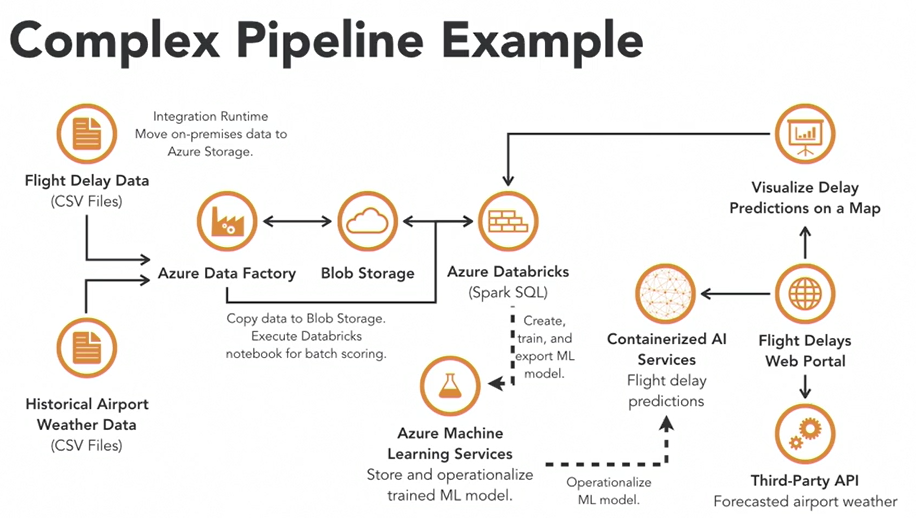 Complex Pipeline Example
Integration Runtime
Move on-premises data to
Azure Storage.
Flight Delay Data
(CSV Files)
Visualize Delay
Predictions on a Map
Azure Data Factory
Blob Storage
Azure Databricks
(Spark SQL)
Copy data to Blob Storage.
Execute Databricks
notebook for batch scoring.
Create,
train, and
export ML
model.
Containerized AI
Services
Flight delay
predictions
Flight Delays
Web Portal
Historical Airport
Weather Data
(CSV Files)
Azure Machine
Learning Services
Store and operationalize
trained ML model.
Operationalize
ML model.
Third-Party API
Forecasted airport weather